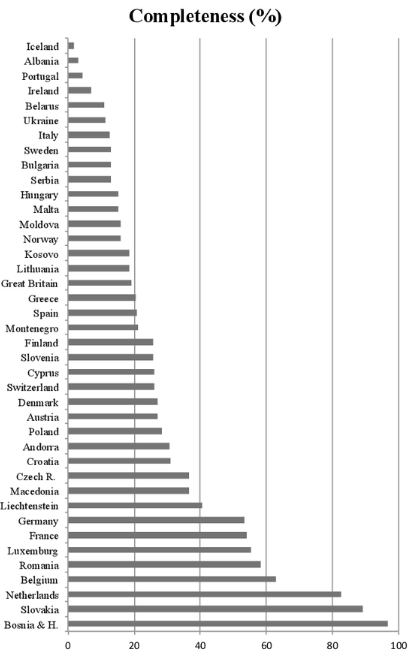 Completeness (%)
Iceland
Albania
Portugal
Ireland
Belarus
Ukraine
Italy
Sweden
Bulgaria
Serbia
Hungary
Malta
Moldova
Norway
Kosovo
Lithuania
Great Britain
Greece
Spain
Montenegro
Finland
Slovenia
Cyprus
Switzerland
Denmark
Austria
Poland
Andorra
Croatia
Czech R.
Macedonia
Liechtenstein
Germany
France
Luxemburg
Romania
Belgium
Netherlands
Slovakia
Bosnia & H.
0 20 40 60 80 100